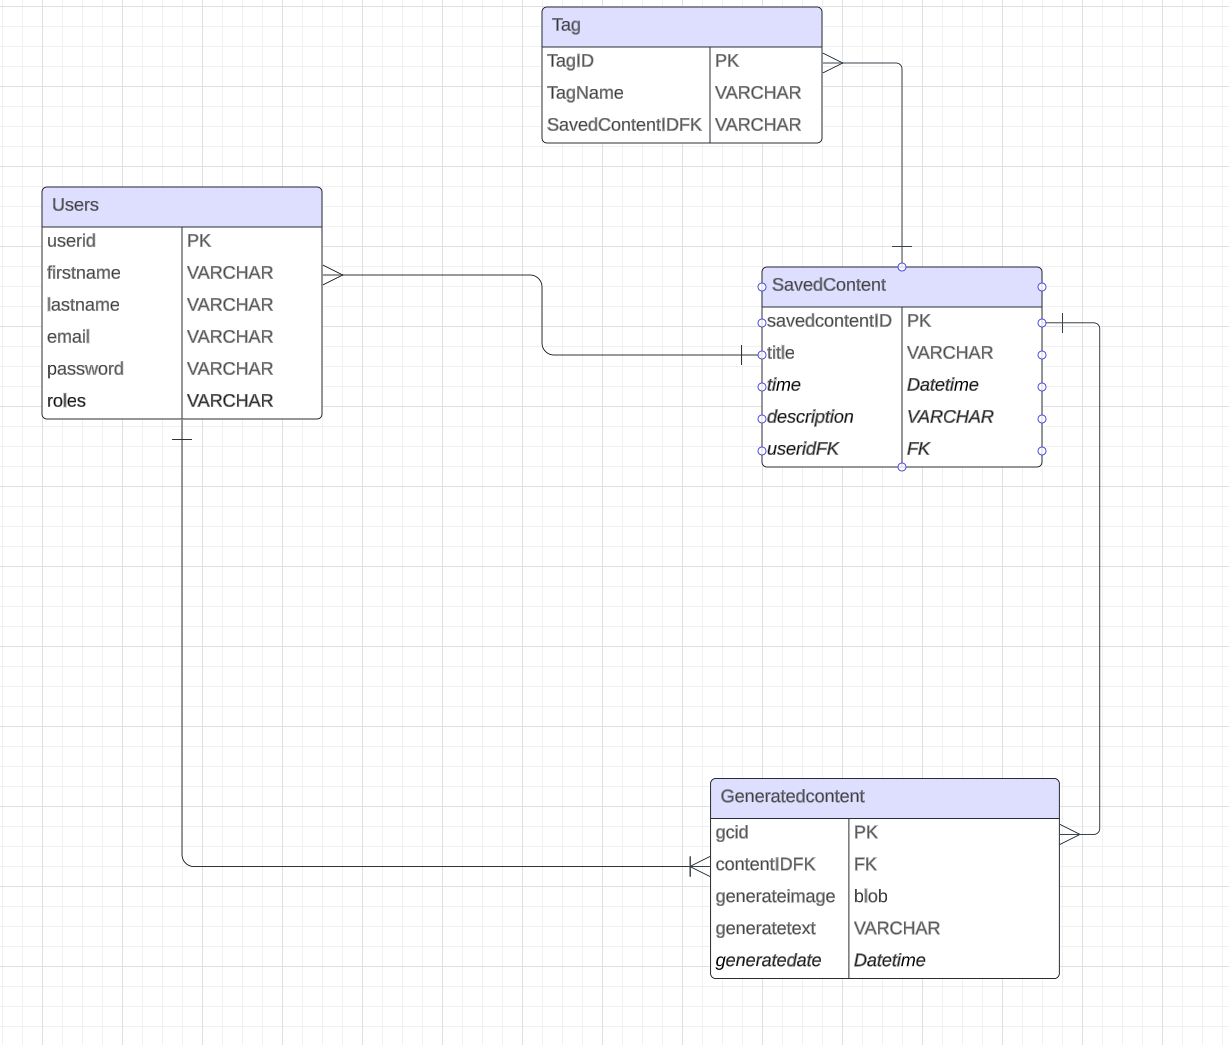 Tag
TagID PK
TagName VARCHAR
SavedContentIDFK VARCHAR
Users
userid PK
firstname VARCHAR
lastname VARCHAR
email VARCHAR
password VARCHAR
roles VARCHAR
SavedContent
savedcontentID PK
title VARCHAR
time Datetime
description VARCHAR
useridFK FK
Generatedcontent
gcid PK
contentIDFK FK
generateimage blob
generatetext VARCHAR
generatedate Datetime